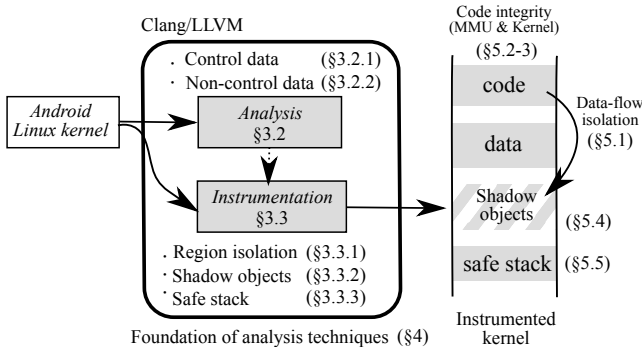 Clang/LLVM
· Control data (§3.2.1)
· Non-control data (§3.2.2)
Android
Linux kernel
Analysis
§3.2
Instrumentation
§3.3
· Region isolation (§3.3.1)
· Shadow objects (§3.3.2)
· Safe stack (§3.3.3)
Foundation of analysis techniques (§4)
Code integrity
(MMU & Kernel)
(§5.2-3)
code
data
Shadow
objects
safe stack
Data-flow
isolation
(§5.1)
(§5.4)
(§5.5)
Instrumented
kernel